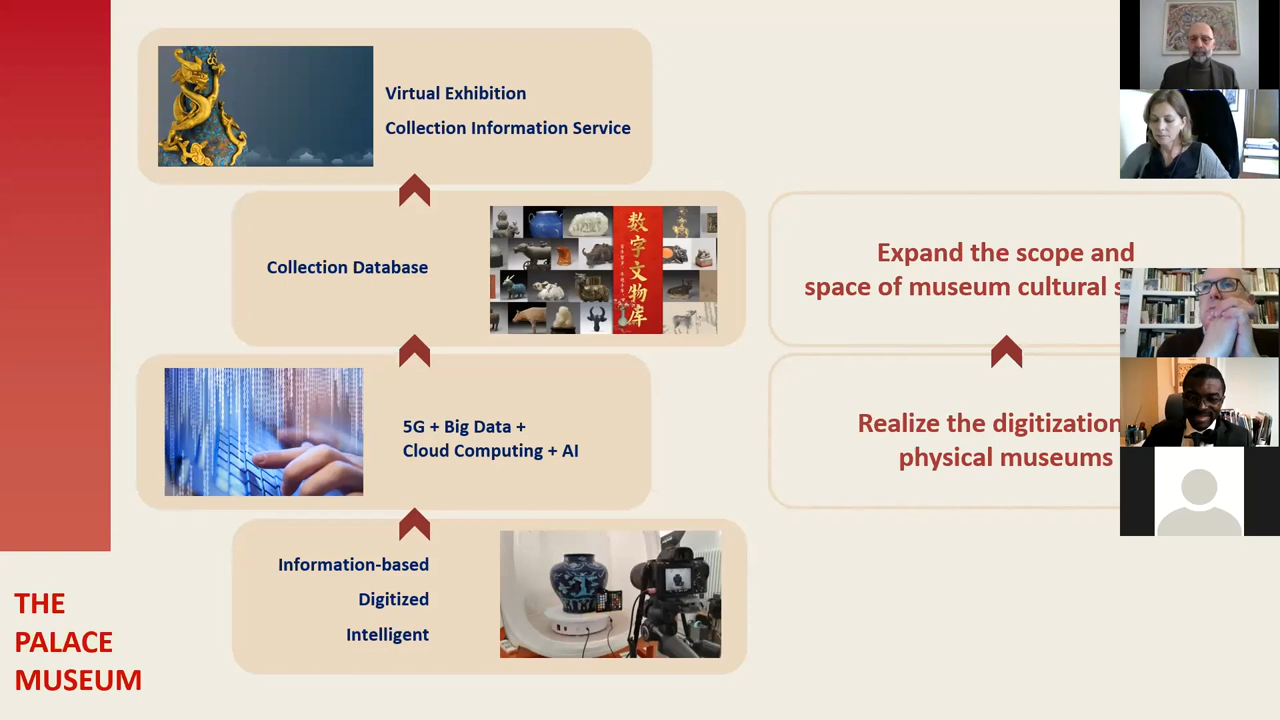 Virtual Exhibition
Collection Information Service
Collection Database
数字文物库
5G + Big Data +
Cloud Computing + AI
Information-based
Digitized
Intelligent
Expand the scope and
space of museum cultural
Realize the digitization
physical museums
THE
PALACE
MUSEUM